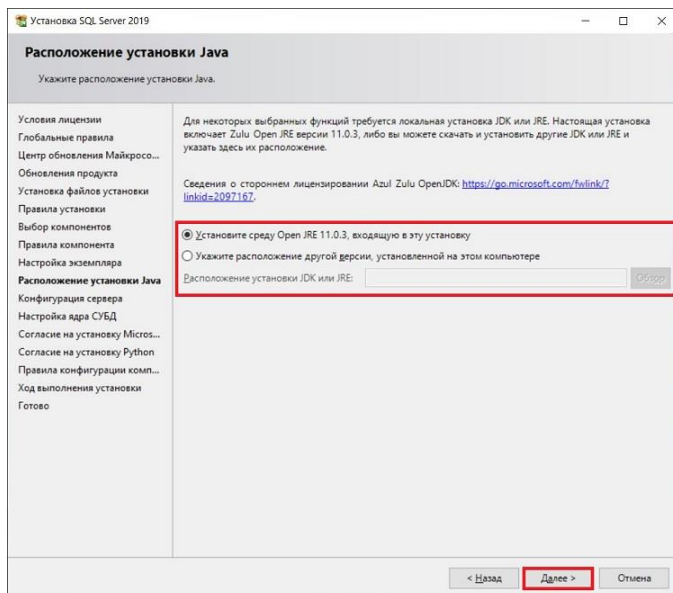 Установка SQL Server 2019
Расположение установки Java
Укажите расположение установки Java.
Условия лицензии
Глобальные правила
Центр обновления Майкросо...
Обновления продукта
Установка файлов установки
Правила установки
Выбор компонентов
Правила компонента
Настройка экземпляра
Расположение установки Java
Конфигурация сервера
Настройка ядра СУБД
Согласие на установку Micros...
Согласие на установку Python
Правила конфигурации комп...
Ход выполнения установки
Готово
Для некоторых выбранных функций требуется локальная установка JDK или JRE. Настоящая установка
включает Zulu Open JRE версии 11.0.3, либо вы можете скачать и установить другие JDK или JRE и
указать здесь их расположение.
Сведения о стороннем лицензировании Azul Zulu OpenJDK: https://go.microsoft.com/fwlink/?
linkid=2097167.
Установите среду Open JRE 11.0.3, входящую в эту установку
Укажите расположение другой версии, установленной на этом компьютере
Расположение установки JDK или JRE:
Обзор
< Назад
Далее >
Отмена